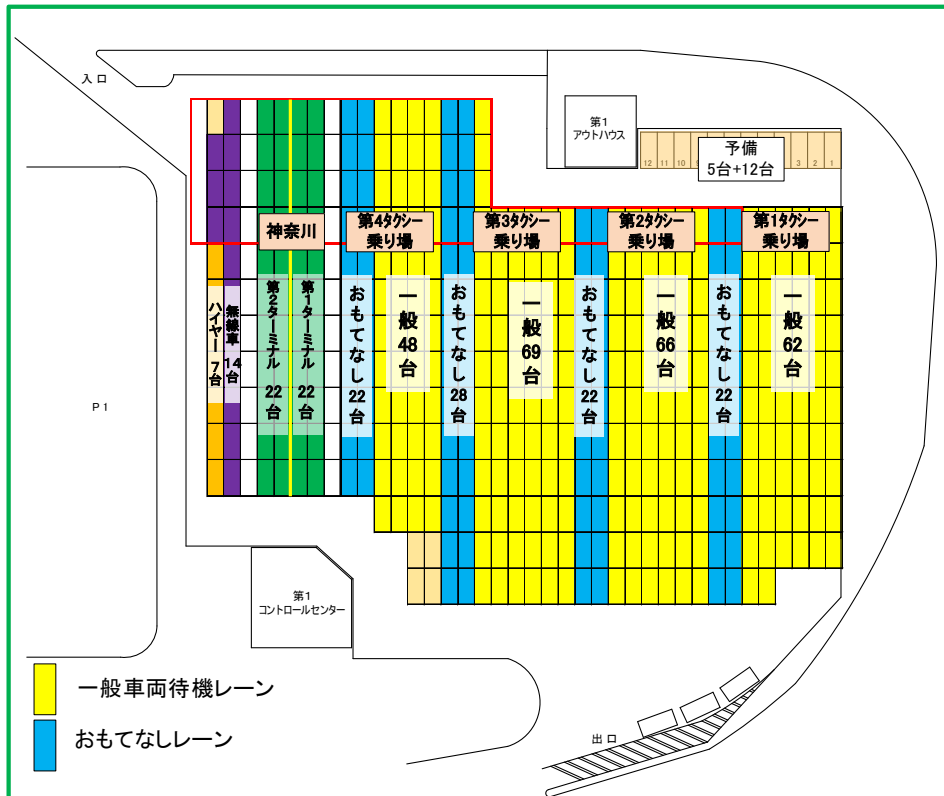 入口
第1
アウトハウス
予備
5台+12台
12 11 10
3 2 1
神奈川
第4タクシー
乗り場
第3タクシー
乗り場
第2タクシー
乗り場
第1タクシー
乗り場
ハイヤー 7台
無線車 14台
第2ターミナル 22台
第1ターミナル 22台
おもてなし22台
一般48台
おもてなし28台
一般69台
おもてなし22台
一般66台
おもてなし22台
一般62台
P1
第1
コントロールセンター
一般車両待機レーン
おもてなしレーン
出口